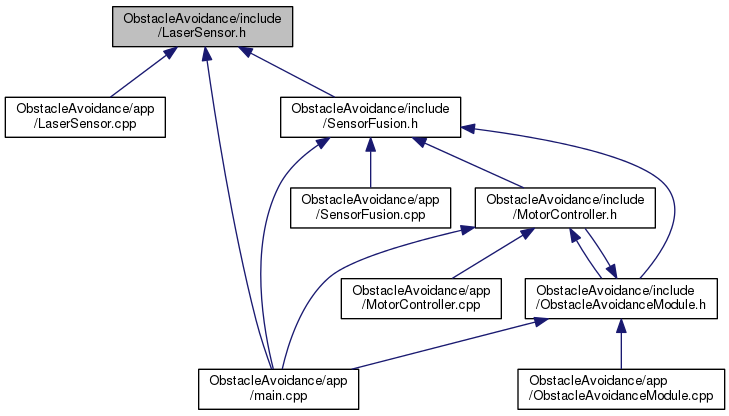 ObstacleAvoidance/include
/LaserSensor.h
ObstacleAvoidance/app
/LaserSensor.cpp
ObstacleAvoidance/include
/SensorFusion.h
ObstacleAvoidance/app
/SensorFusion.cpp
ObstacleAvoidance/include
/MotorController.h
ObstacleAvoidance/app
/MotorController.cpp
ObstacleAvoidance/include
/ObstacleAvoidanceModule.h
ObstacleAvoidance/app
/main.cpp
ObstacleAvoidance/app
/ObstacleAvoidanceModule.cpp